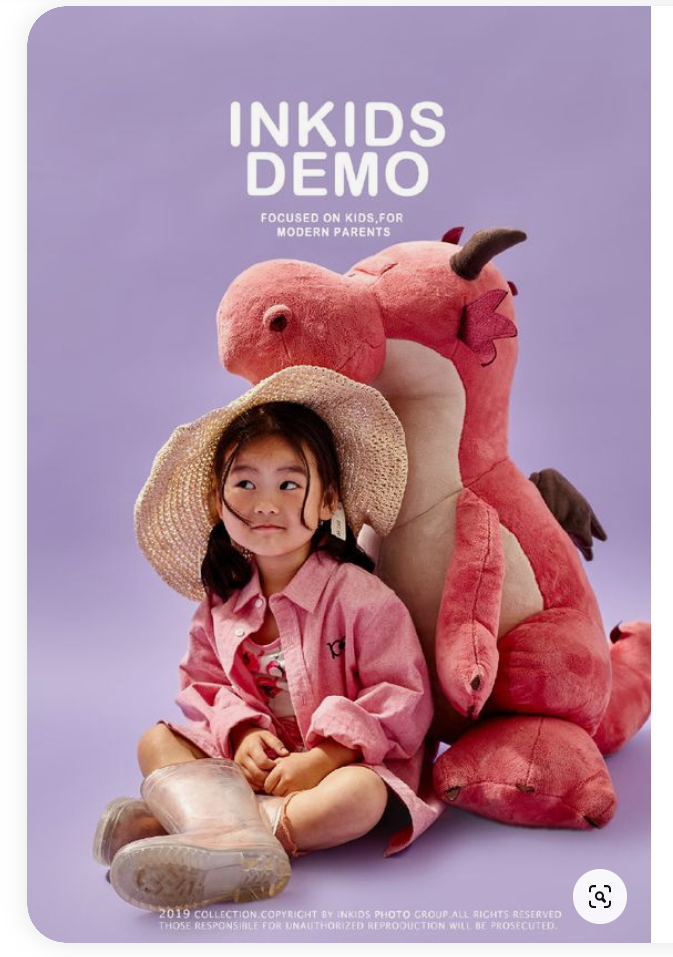 INKIDS
DEMO
FOCUSED ON KIDS,FOR
MODERN PARENTS
2019 COLLECTION.COPYRIGHT BY INKIDS PHOTO GROUP.ALL RIGHTS RESERVED
THOSE RESPONSIBLE FOR UNAUTHORIZED REPRODUCTION WILL BE PROSECUTED.